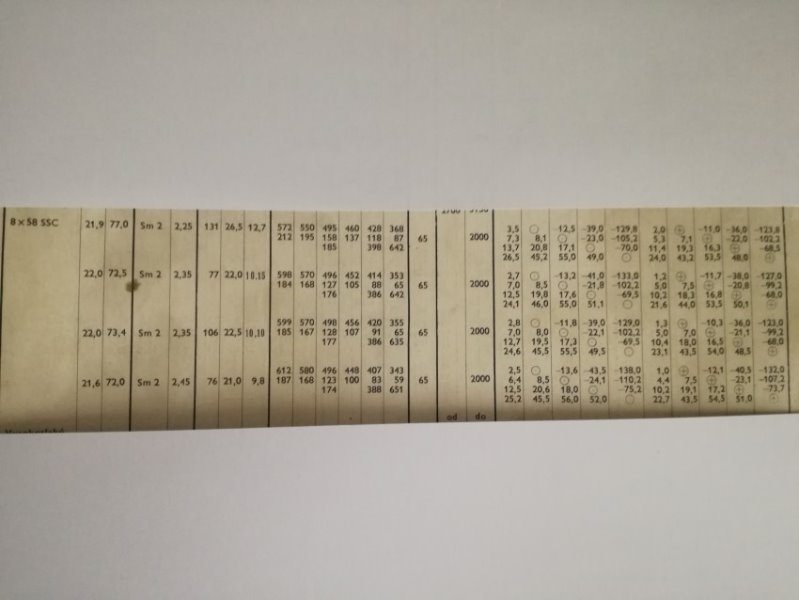 8×58 SSC 21,9 77,0 Sm 2 2,25 131 26,5 12,7 572 550 495 460 428 368 3,5 ○ −12,5 −39,0 −129,8 2,0 ⊕ −11,0 −36,0 −123,8
212 195 158 137 118 87 65 2000 7,3 8,1 ○ −23,0 −105,2 5,3 7,1 ⊕ −22,0 −102,2
185 398 642 13,7 20,8 17,1 ○ −70,0 11,4 19,3 16,3 ⊕ −68,5
26,5 45,2 55,0 49,0 ○ 24,0 43,2 53,5 48,0 ⊕
22,0 72,5 Sm 2 2,35 77 22,0 10,15 598 570 496 452 414 353 2,7 ○ −13,2 −41,0 −133,0 1,2 ⊕ −11,7 −38,0 −127,0
184 168 127 105 88 65 65 2000 7,0 8,5 ○ −21,8 −102,2 5,0 7,5 ⊕ −20,8 −99,2
176 386 642 12,5 19,8 17,6 ○ −69,5 10,2 18,3 16,8 ⊕ −68,0
24,1 46,0 55,0 51,1 ○ 21,6 44,0 53,5 50,1 ⊕
22,0 73,4 Sm 2 2,35 106 22,5 10,10 599 570 498 456 420 355 2,8 ○ −11,8 −39,0 −129,0 1,3 ⊕ −10,3 −36,0 −123,0
185 167 128 107 91 65 65 2000 7,0 8,0 ○ −22,1 −102,2 5,0 7,0 ⊕ −21,1 −99,2
177 386 635 12,7 19,5 17,3 ○ −69,5 10,4 18,0 16,5 ⊕ −68,0
24,6 45,5 55,5 49,5 ○ 23,1 43,5 54,0 48,5 ⊕
21,6 72,0 Sm 2 2,45 76 21,0 9,8 612 580 496 448 407 343 2,5 ○ −13,6 −43,5 −138,0 1,0 ⊕ −12,1 −40,5 −132,0
187 168 123 100 83 59 65 2000 6,4 8,5 ○ −24,1 −110,2 4,4 7,5 ⊕ −23,1 −107,2
174 388 651 12,5 20,6 18,0 ○ −75,2 10,2 19,1 17,2 ⊕ −73,7
25,2 45,5 56,0 52,0 ○ 22,7 43,5 54,5 51,0 ⊕
od do